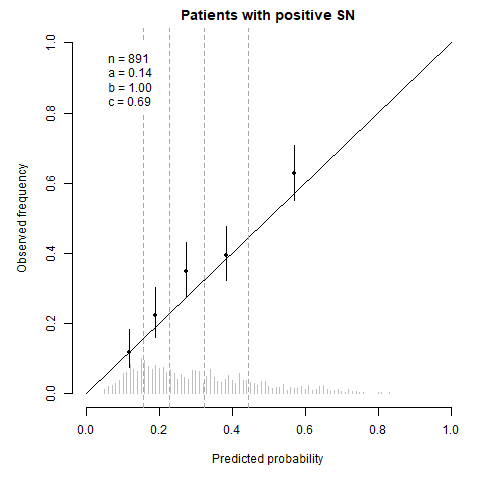 Patients with positive SN
n = 891
a = 0.14
b = 1.00
c = 0.69
Observed frequency
1.0
0.8
0.6
0.4
0.2
0.0
0.0 0.2 0.4 0.6 0.8 1.0
Predicted probability